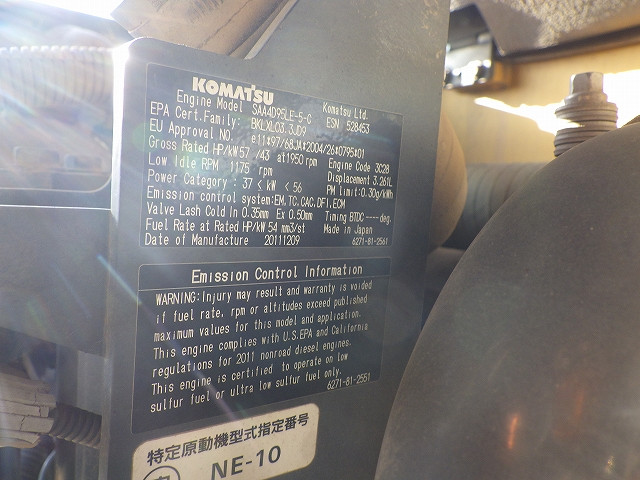 KOMATSU Komatsu Ltd.
Engine Model SAA4D95LE-5-C ESN 528453
EPA Cert.Family: BKLXL03.3JD9
EU Approval NO. e11*97/68JA*2004/26*0795*01
Gross Rated HP/kW 57 /43 at 1950 rpm Engine Code 3C28
Low Idle RPM 1175 rpm Displacement 3.261L
Power Category : 37 < kW < 56 PM limit:0.30g/kWh
Emission control system:EM,TC,CAC,DFI,ECM
Valve Lash Cold In 0.35mm Ex 0.50mm Timing BTDC ----deg.
Fuel Rate at Rated HP/kW 54 mm3/st Made in Japan
Date of Manufacture 20111209 6271-81-2561
Emission Control Information
WARNING:Injury may result and warranty is voided
if fuel rate, rpm or altitudes exceed published
maximum values for this model and application.
This engine complies with U.S.EPA and California
regulations for 2011 nonroad diesel engines.
This engine is certified to operate on low
sulfur fuel or ultra low sulfur fuel only.
6271-81-2551
特定原動機型式指定番号
NE-10